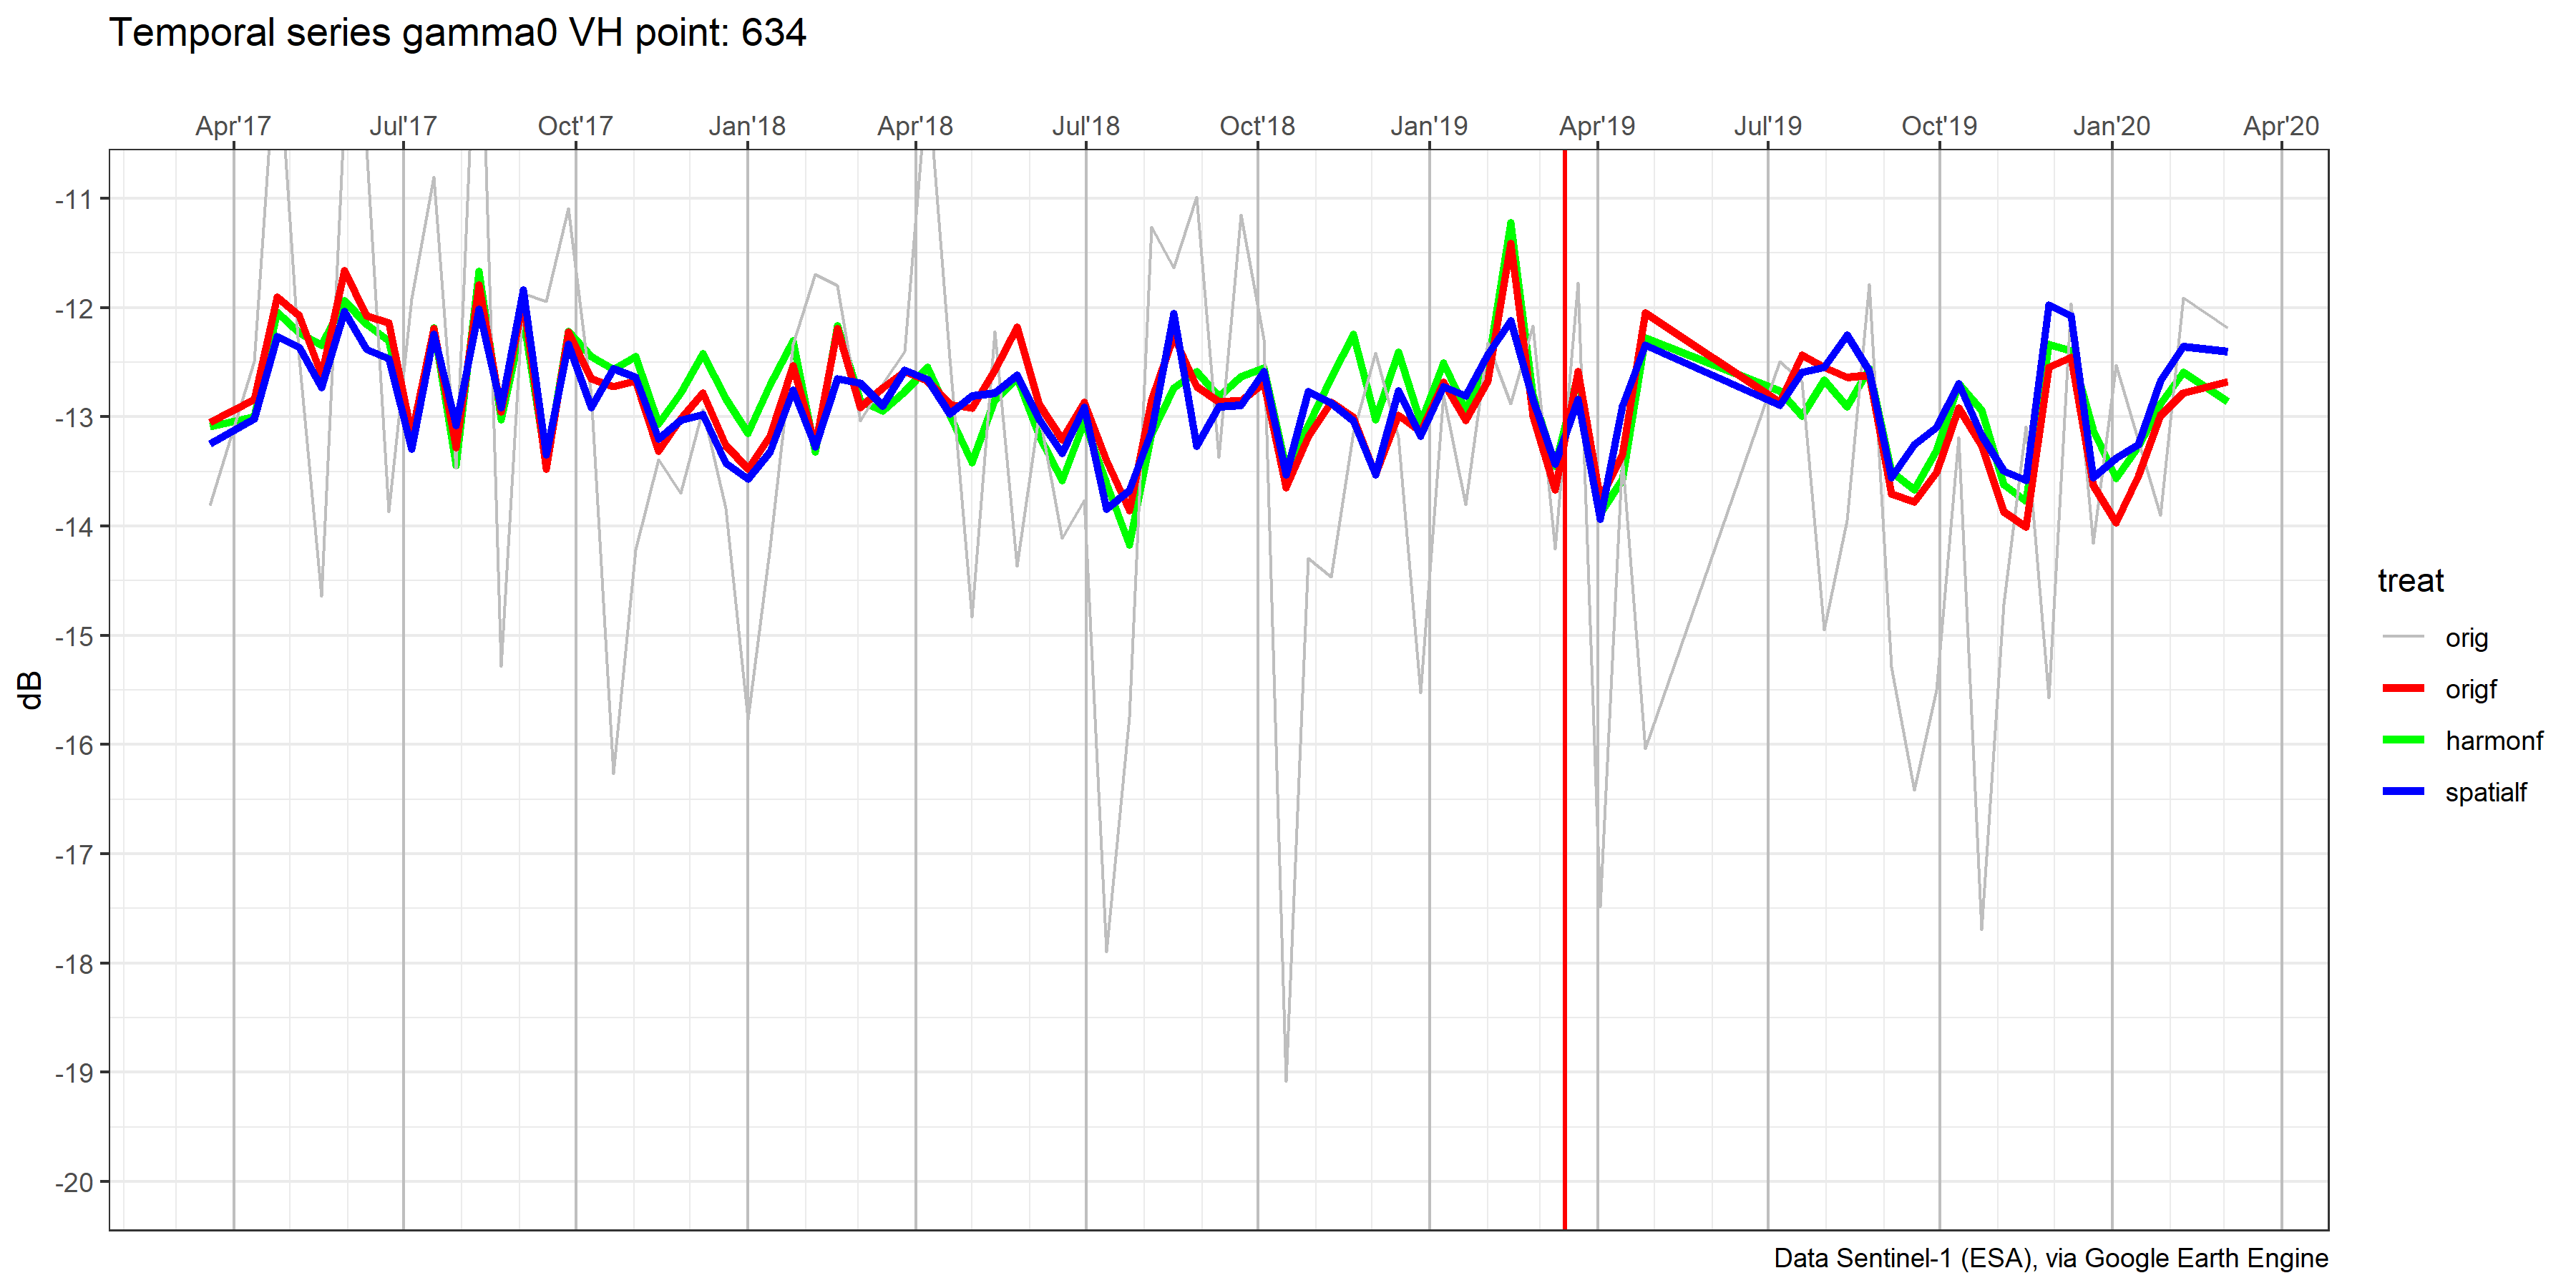 Temporal series gamma0 VH point: 634
Apr'17 Jul'17 Oct'17 Jan'18 Apr'18 Jul'18 Oct'18 Jan'19 Apr'19 Jul'19 Oct'19 Jan'20 Apr'20
-11
-12
-13
-14
-15
-16
-17
-18
-19
-20
dB
treat
orig
origf
harmonf
spatialf
Data Sentinel-1 (ESA), via Google Earth Engine